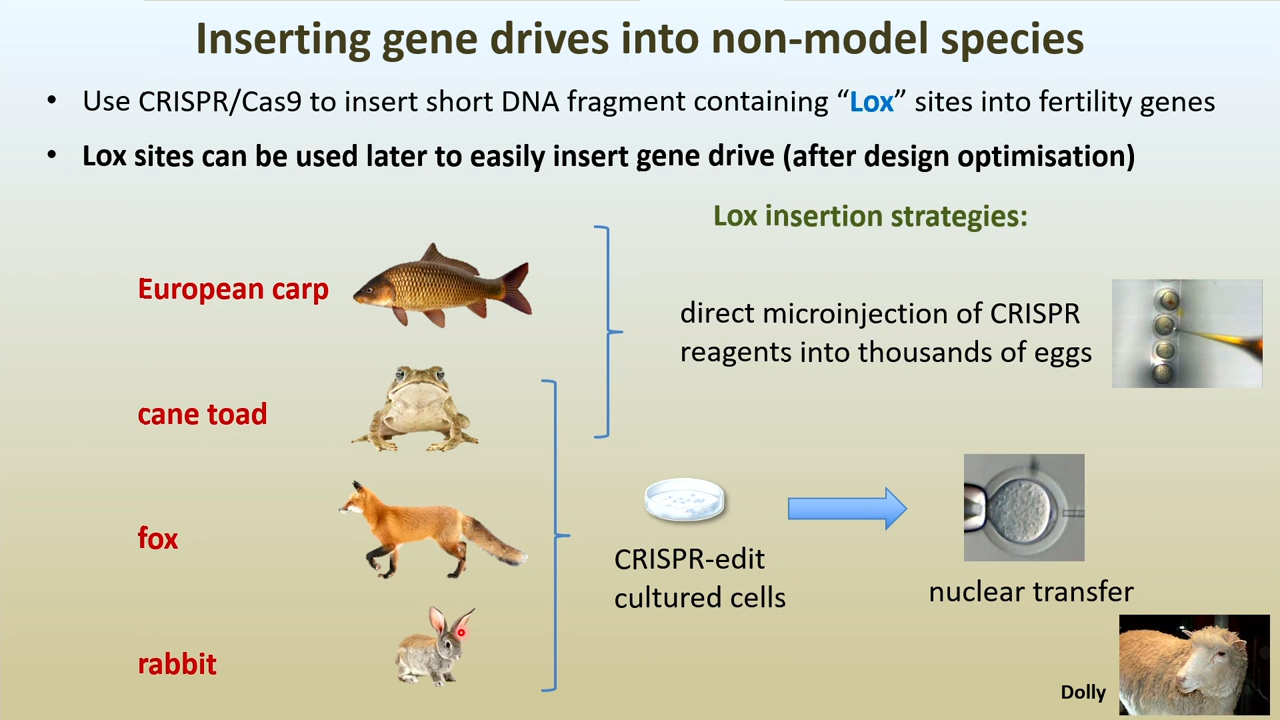 Inserting gene drives into non-model species
• Use CRISPR/Cas9 to insert short DNA fragment containing “Lox” sites into fertility genes
• Lox sites can be used later to easily insert gene drive (after design optimisation)
Lox insertion strategies:
European carp
direct microinjection of CRISPR
reagents into thousands of eggs
cane toad
fox
CRISPR-edit
cultured cells
nuclear transfer
rabbit
Dolly